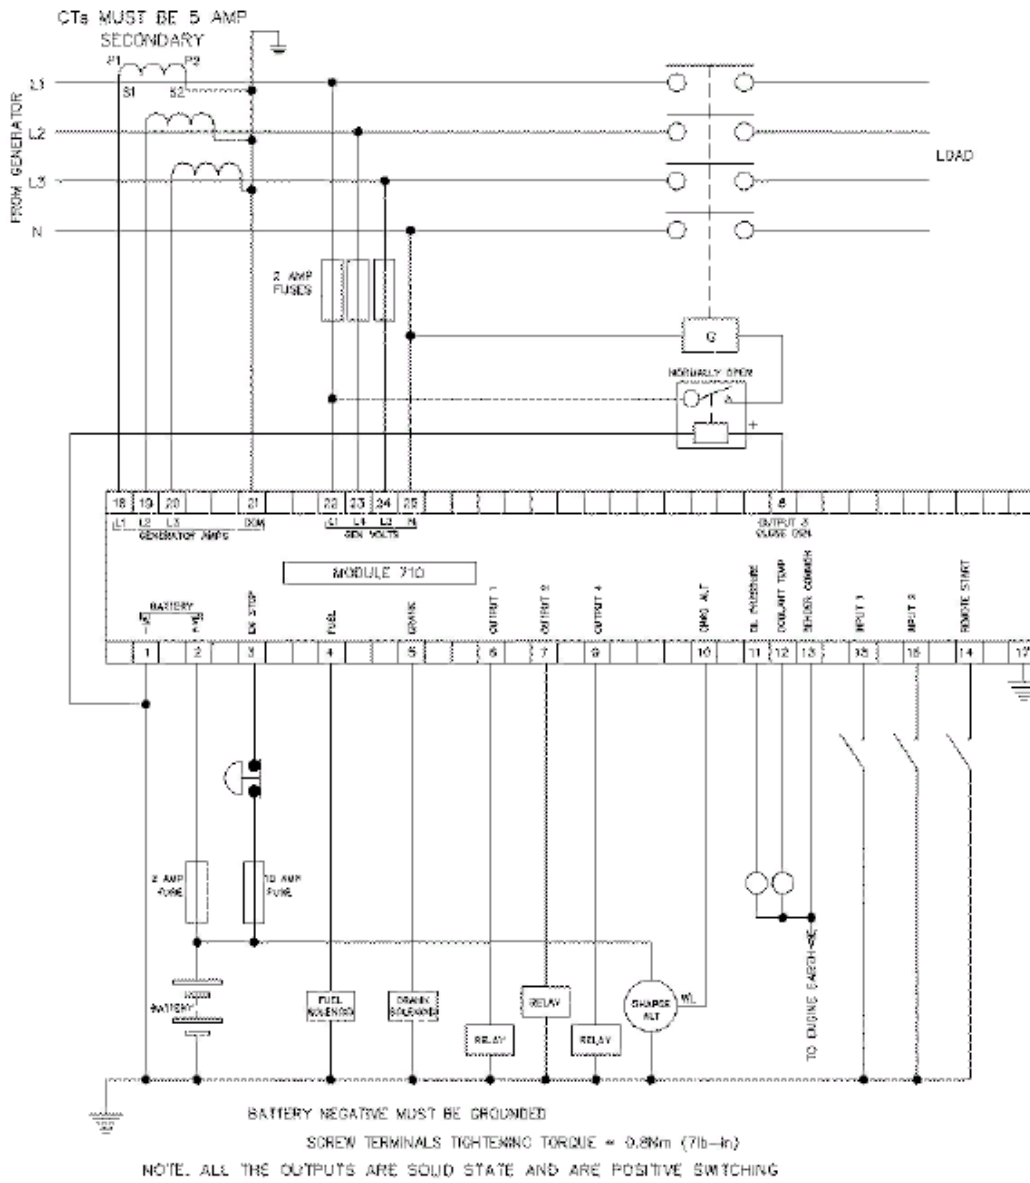 CTs MUST BE 5 AMP
SECONDARY
P1 P2
S1 S2
L1
L2
L3
N
FROM GENERATOR
LOAD
2 AMP
FUSES
G
NORMALLY OPEN
+
18 19 20 21 22 23 24 25 8
L1 L2 L3 COM L1 L3 N
GENERATOR AMPS
GEN VOLTS
OUTPUT 3
CLOSE GEN
MODULE 710
BATTERY
-VE
+VE
EM STOP
FUEL
CRANK
OUTPUT 1
OUTPUT 2
OUTPUT 4
CHRG ALT
OIL PRESSURE
COOLANT TEMP
SENDER COMMON
INPUT 1
INPUT 2
REMOTE START
1 2 3 4 5 6 7 9 10 11 12 13 15 16 14 17
2 AMP
FUSE
10 AMP
FUSE
BATTERY
FUEL
SOLENOID
CRANK
SOLENOID
RELAY
RELAY
RELAY
CHARGE
ALT
WL
TO ENGINE EARTH-VE
BATTERY NEGATIVE MUST BE GROUNDED
SCREW TERMINALS TIGHTENING TORQUE = 0.8Nm (7lb-in)
NOTE. ALL THE OUTPUTS ARE SOLID STATE AND ARE POSITIVE SWITCHING